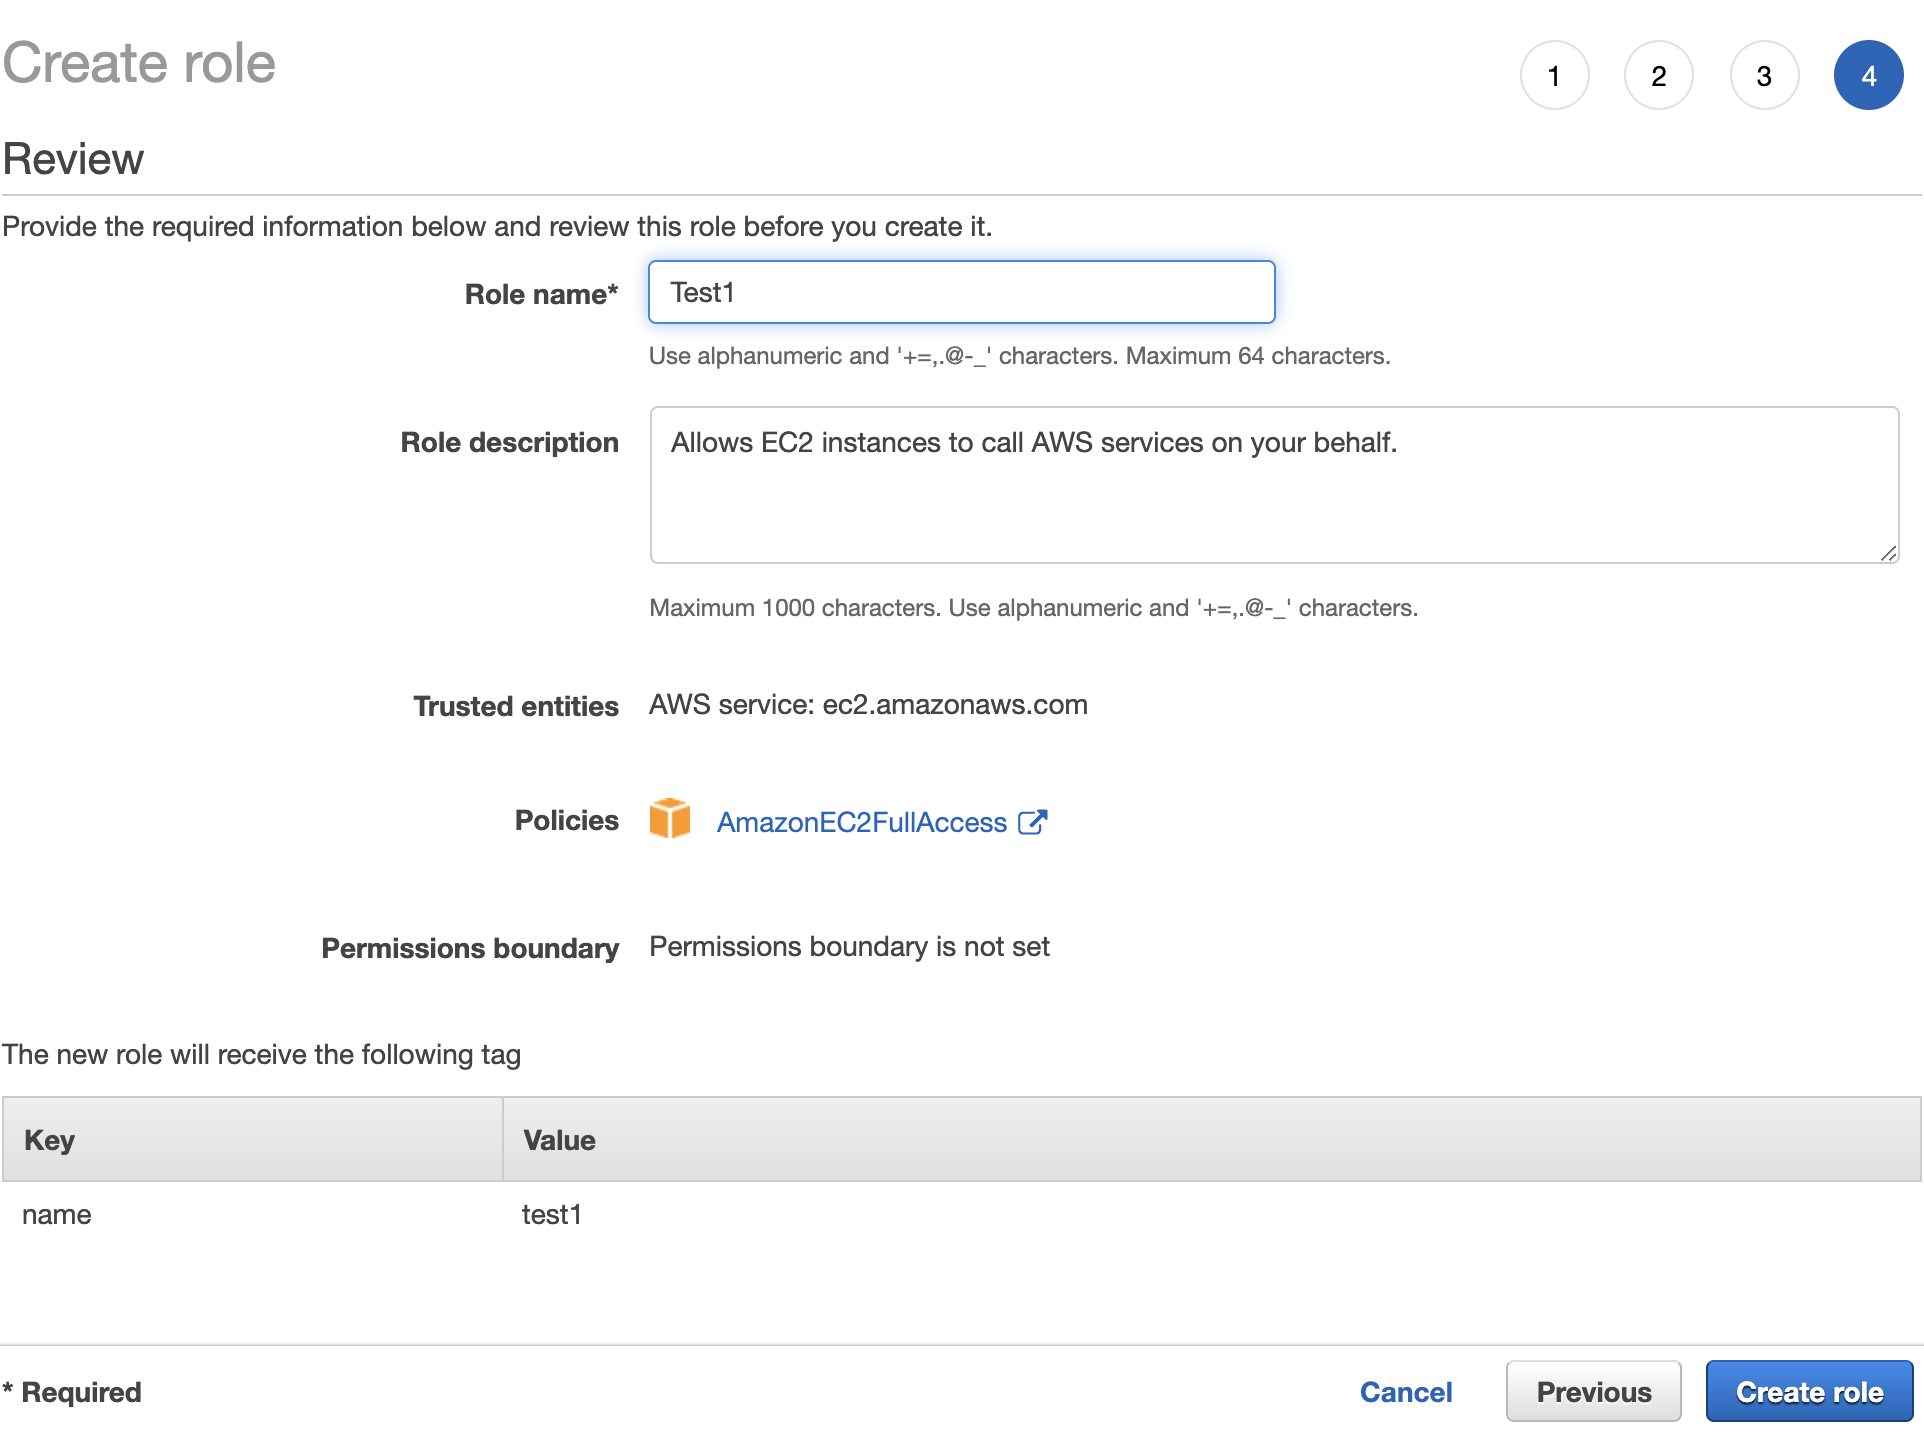 Create role
1 2 3 4
Review
Provide the required information below and review this role before you create it.
Role name* Test1
Use alphanumeric and '+=,.@-_' characters. Maximum 64 characters.
Role description Allows EC2 instances to call AWS services on your behalf.
Maximum 1000 characters. Use alphanumeric and '+=,.@-_' characters.
Trusted entities AWS service: ec2.amazonaws.com
Policies AmazonEC2FullAccess
Permissions boundary Permissions boundary is not set
The new role will receive the following tag
Key Value
name test1
* Required Cancel Previous Create role